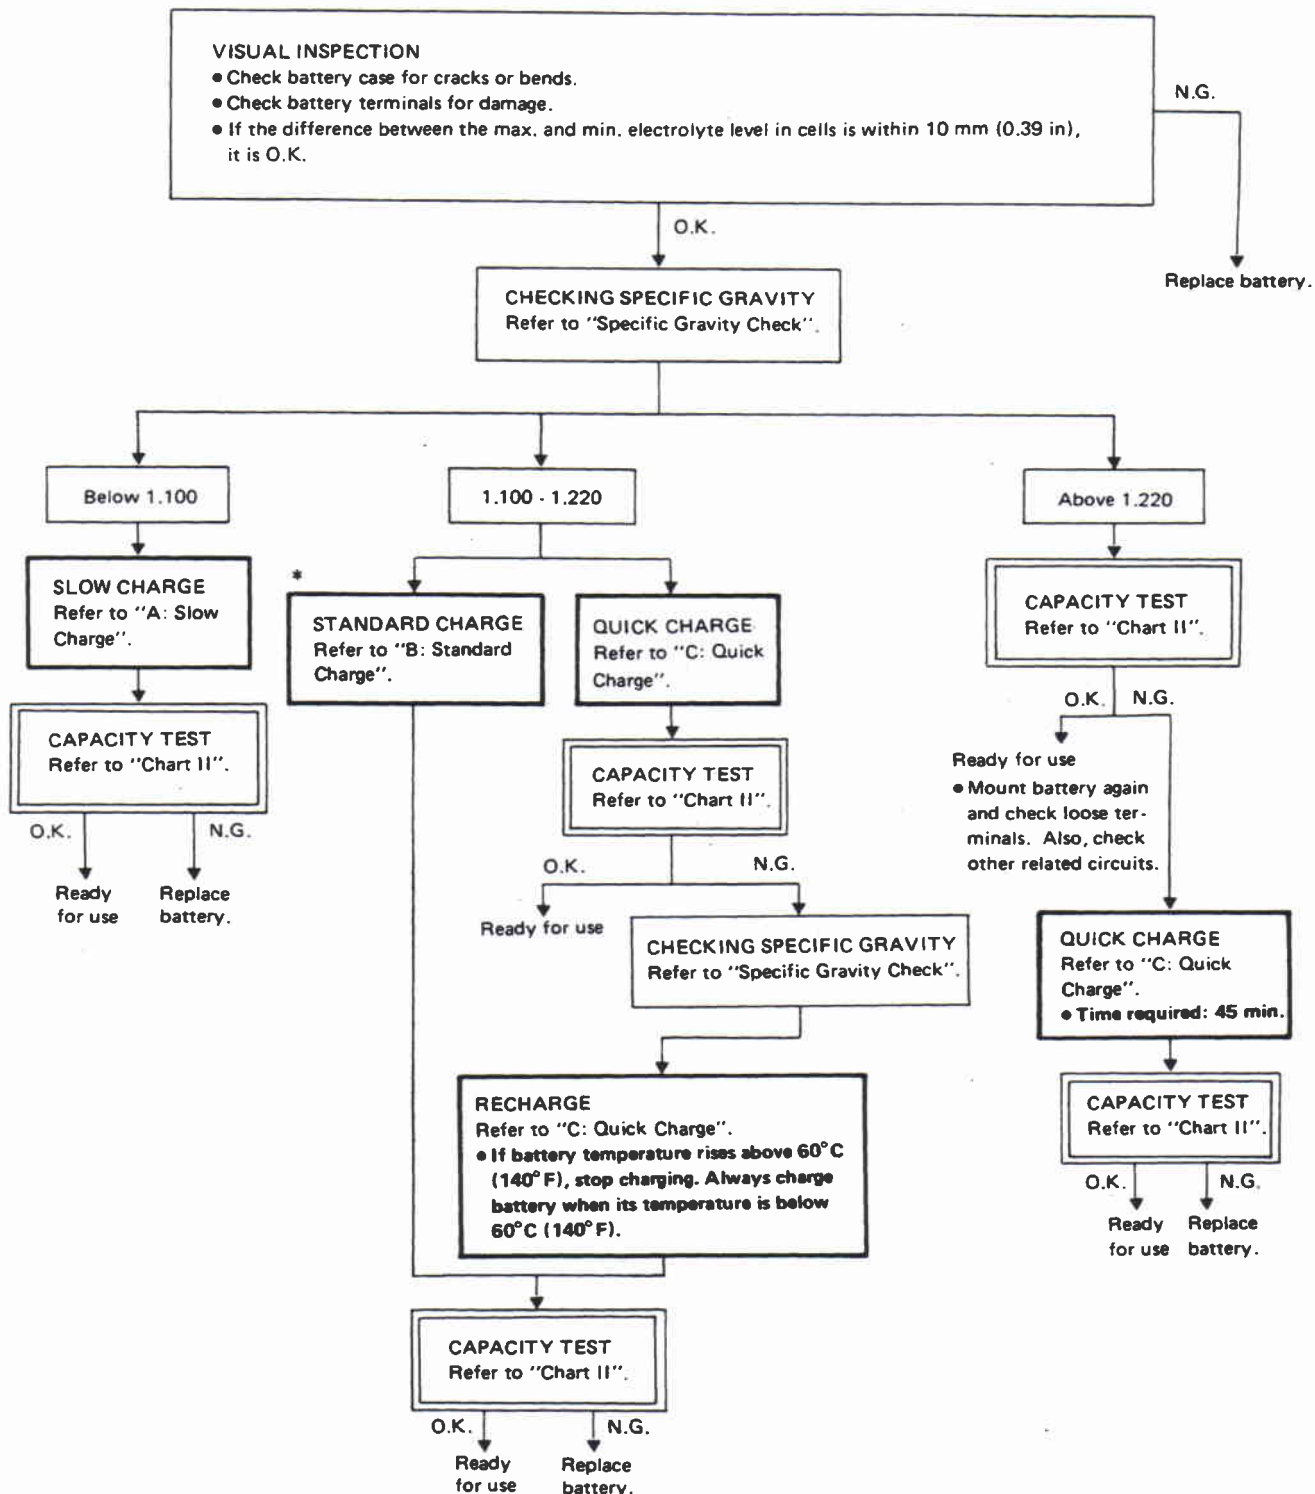 VISUAL INSPECTION
• Check battery case for cracks or bends.
• Check battery terminals for damage.
• If the difference between the max. and min. electrolyte level in cells is within 10 mm (0.39 in),
it is O.K.
N.G.
Replace battery.
O.K.
CHECKING SPECIFIC GRAVITY
Refer to "Specific Gravity Check".
Below 1.100
SLOW CHARGE
Refer to "A: Slow
Charge".
CAPACITY TEST
Refer to "Chart II".
O.K.
N.G.
Ready
for use
Replace
battery.
1.100 - 1.220
*
STANDARD CHARGE
Refer to "B: Standard
Charge".
QUICK CHARGE
Refer to "C: Quick
Charge".
CAPACITY TEST
Refer to "Chart II".
O.K.
N.G.
Ready for use
CHECKING SPECIFIC GRAVITY
Refer to "Specific Gravity Check".
RECHARGE
Refer to "C: Quick Charge".
• If battery temperature rises above 60°C
(140°F), stop charging. Always charge
battery when its temperature is below
60°C (140°F).
CAPACITY TEST
Refer to "Chart II".
O.K.
N.G.
Ready
for use
Replace
battery.
Above 1.220
CAPACITY TEST
Refer to "Chart II".
O.K.
N.G.
Ready for use
• Mount battery again
and check loose ter-
minals. Also, check
other related circuits.
QUICK CHARGE
Refer to "C: Quick
Charge".
• Time required: 45 min.
CAPACITY TEST
Refer to "Chart II".
O.K.
N.G.
Ready
for use
Replace
battery.